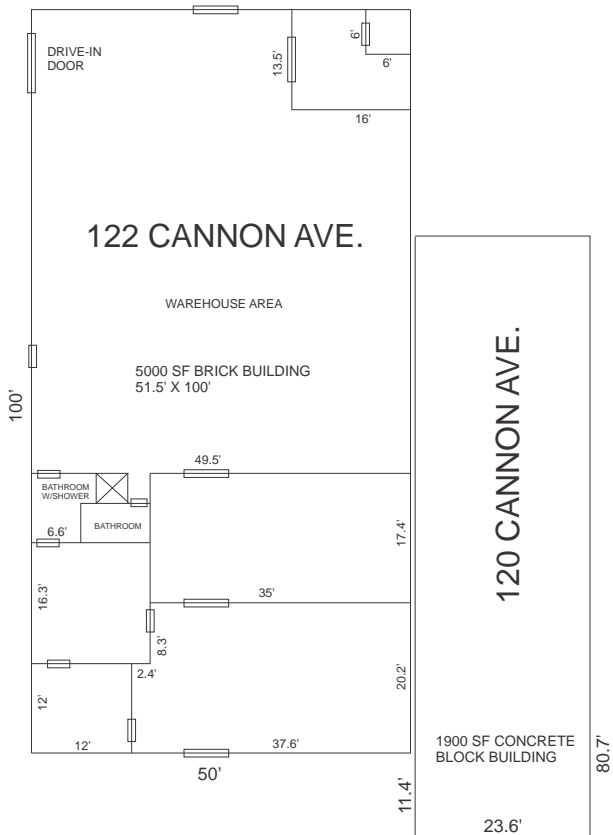 DRIVE-IN
DOOR
13.5'
6'
6'
16'
122 CANNON AVE.
WAREHOUSE AREA
5000 SF BRICK BUILDING
51.5' X 100'
100'
120 CANNON AVE.
49.5'
BATHROOM
W/SHOWER
BATHROOM
6.6'
17.4'
16.3'
35'
8.3'
2.4'
20.2'
12'
12'
37.6'
50'
11.4'
1900 SF CONCRETE
BLOCK BUILDING
80.7'
23.6'